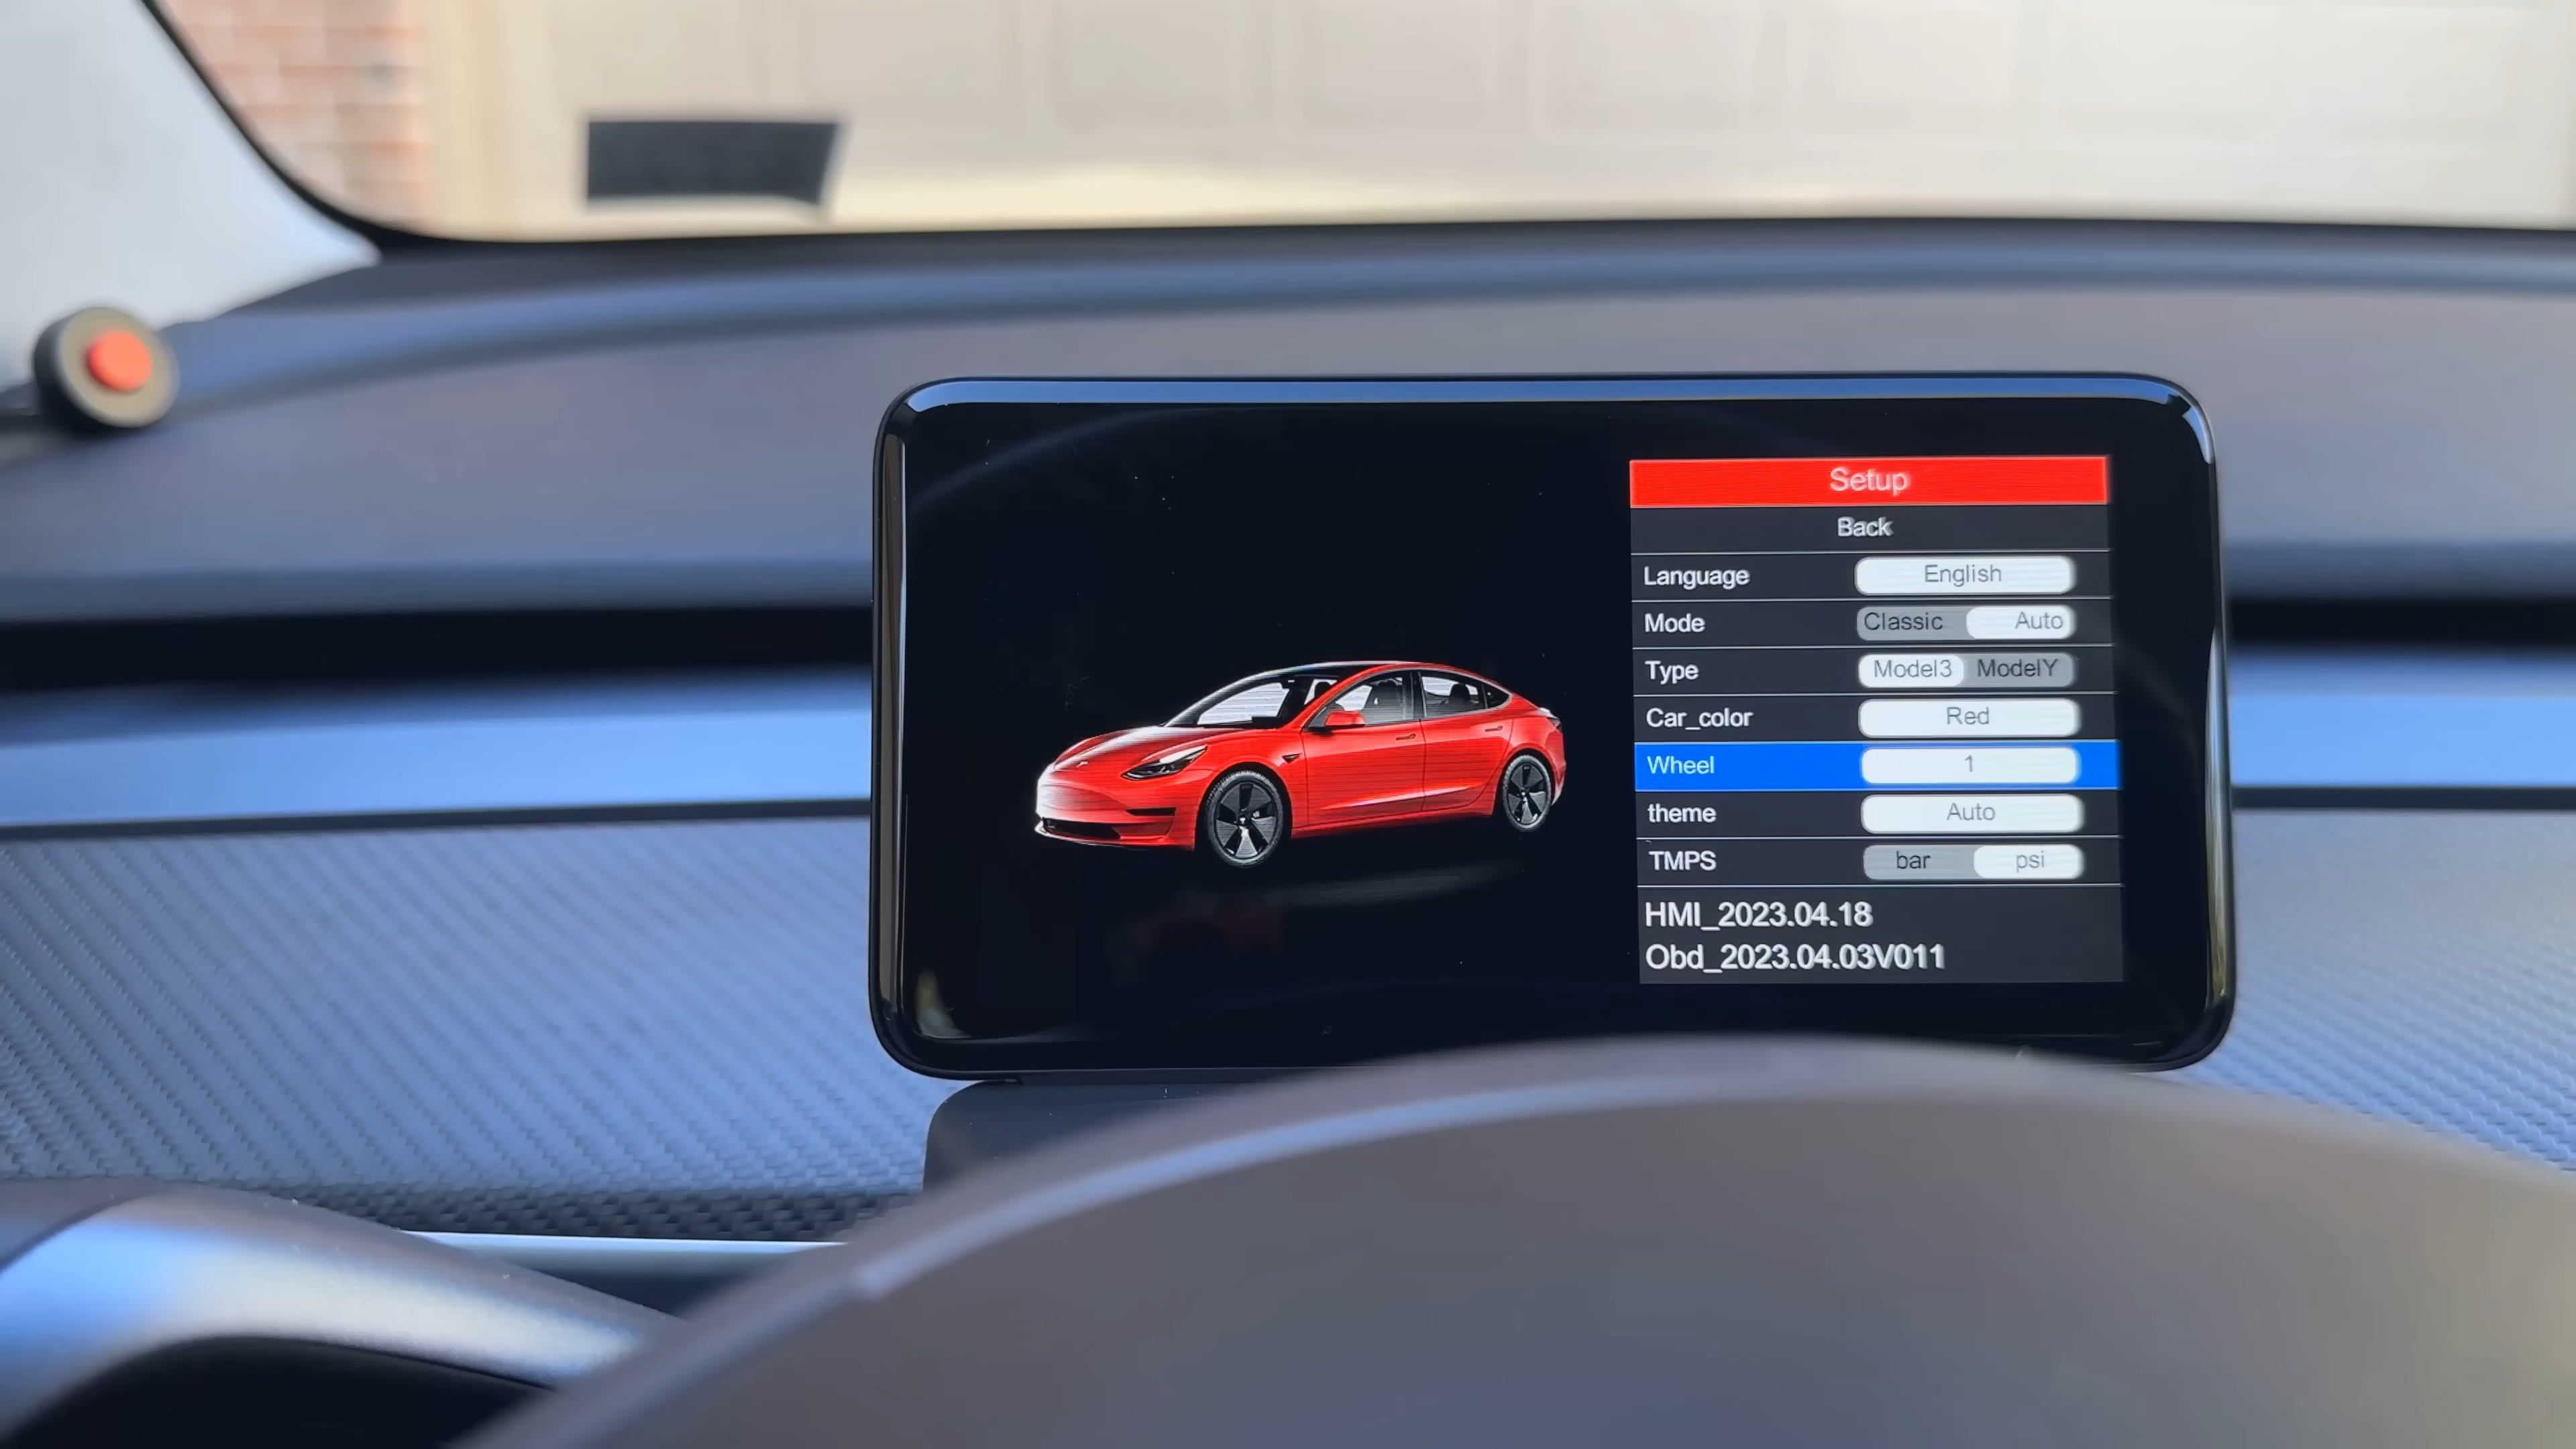 Setup
Back
Language English
Mode Classic Auto
Type Model3 ModelY
Car_color Red
Wheel 1
theme Auto
TMPS bar psi
HMI_2023.04.18
Obd_2023.04.03V011